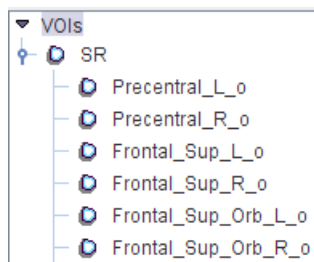 VOIs
SR
Precentral_L_o
Precentral_R_o
Frontal_Sup_L_o
Frontal_Sup_R_o
Frontal_Sup_Orb_L_o
Frontal_Sup_Orb_R_o